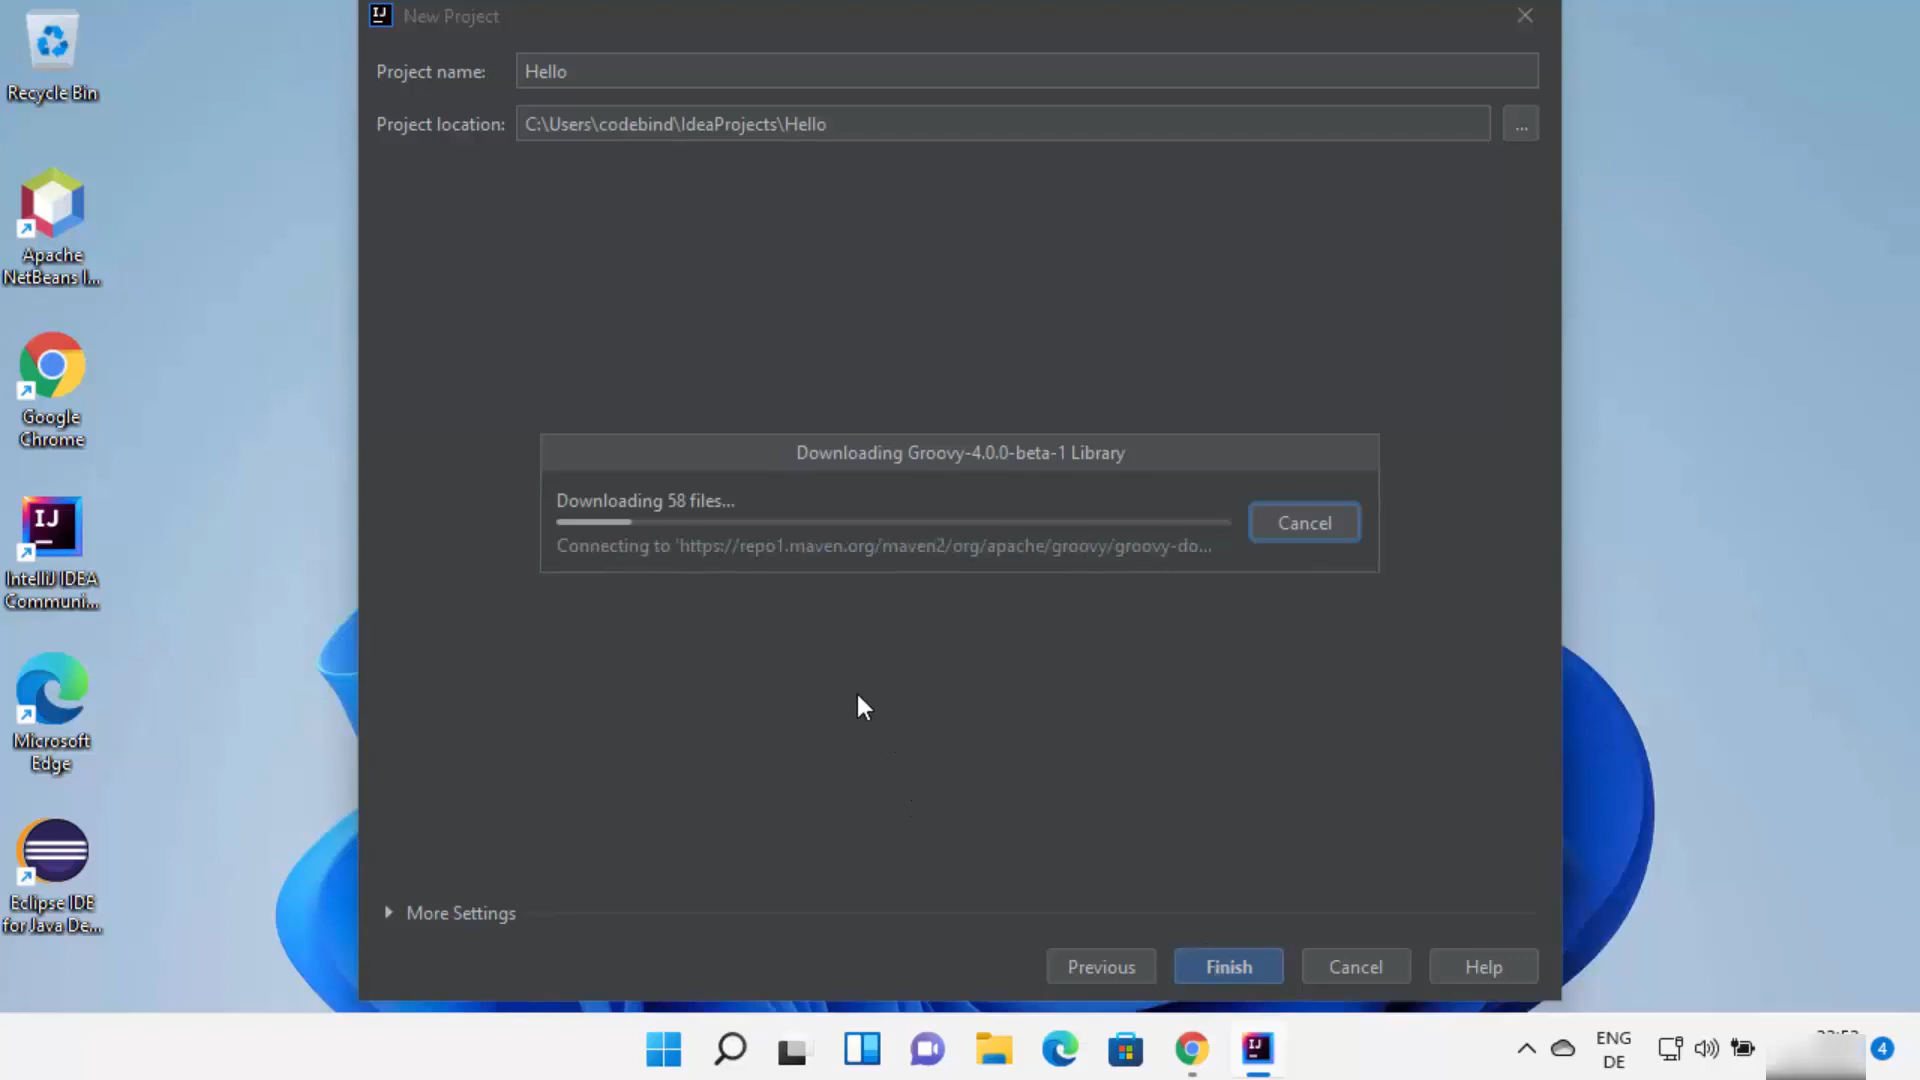 IJ New Project
Project name: Hello
Project location: C:\Users\codebind\IdeaProjects\Hello ...
Recycle Bin
Apache
NetBeans I...
Google
Chrome
IJ
IntelliJ IDEA
Communi...
Microsoft
Edge
Eclipse IDE
for Java De...
Downloading Groovy-4.0.0-beta-1 Library
Downloading 58 files...
Cancel
Connecting to 'https://repo1.maven.org/maven2/org/apache/groovy/groovy-do...
More Settings
Previous Finish Cancel Help
IJ
ENG
DE
4